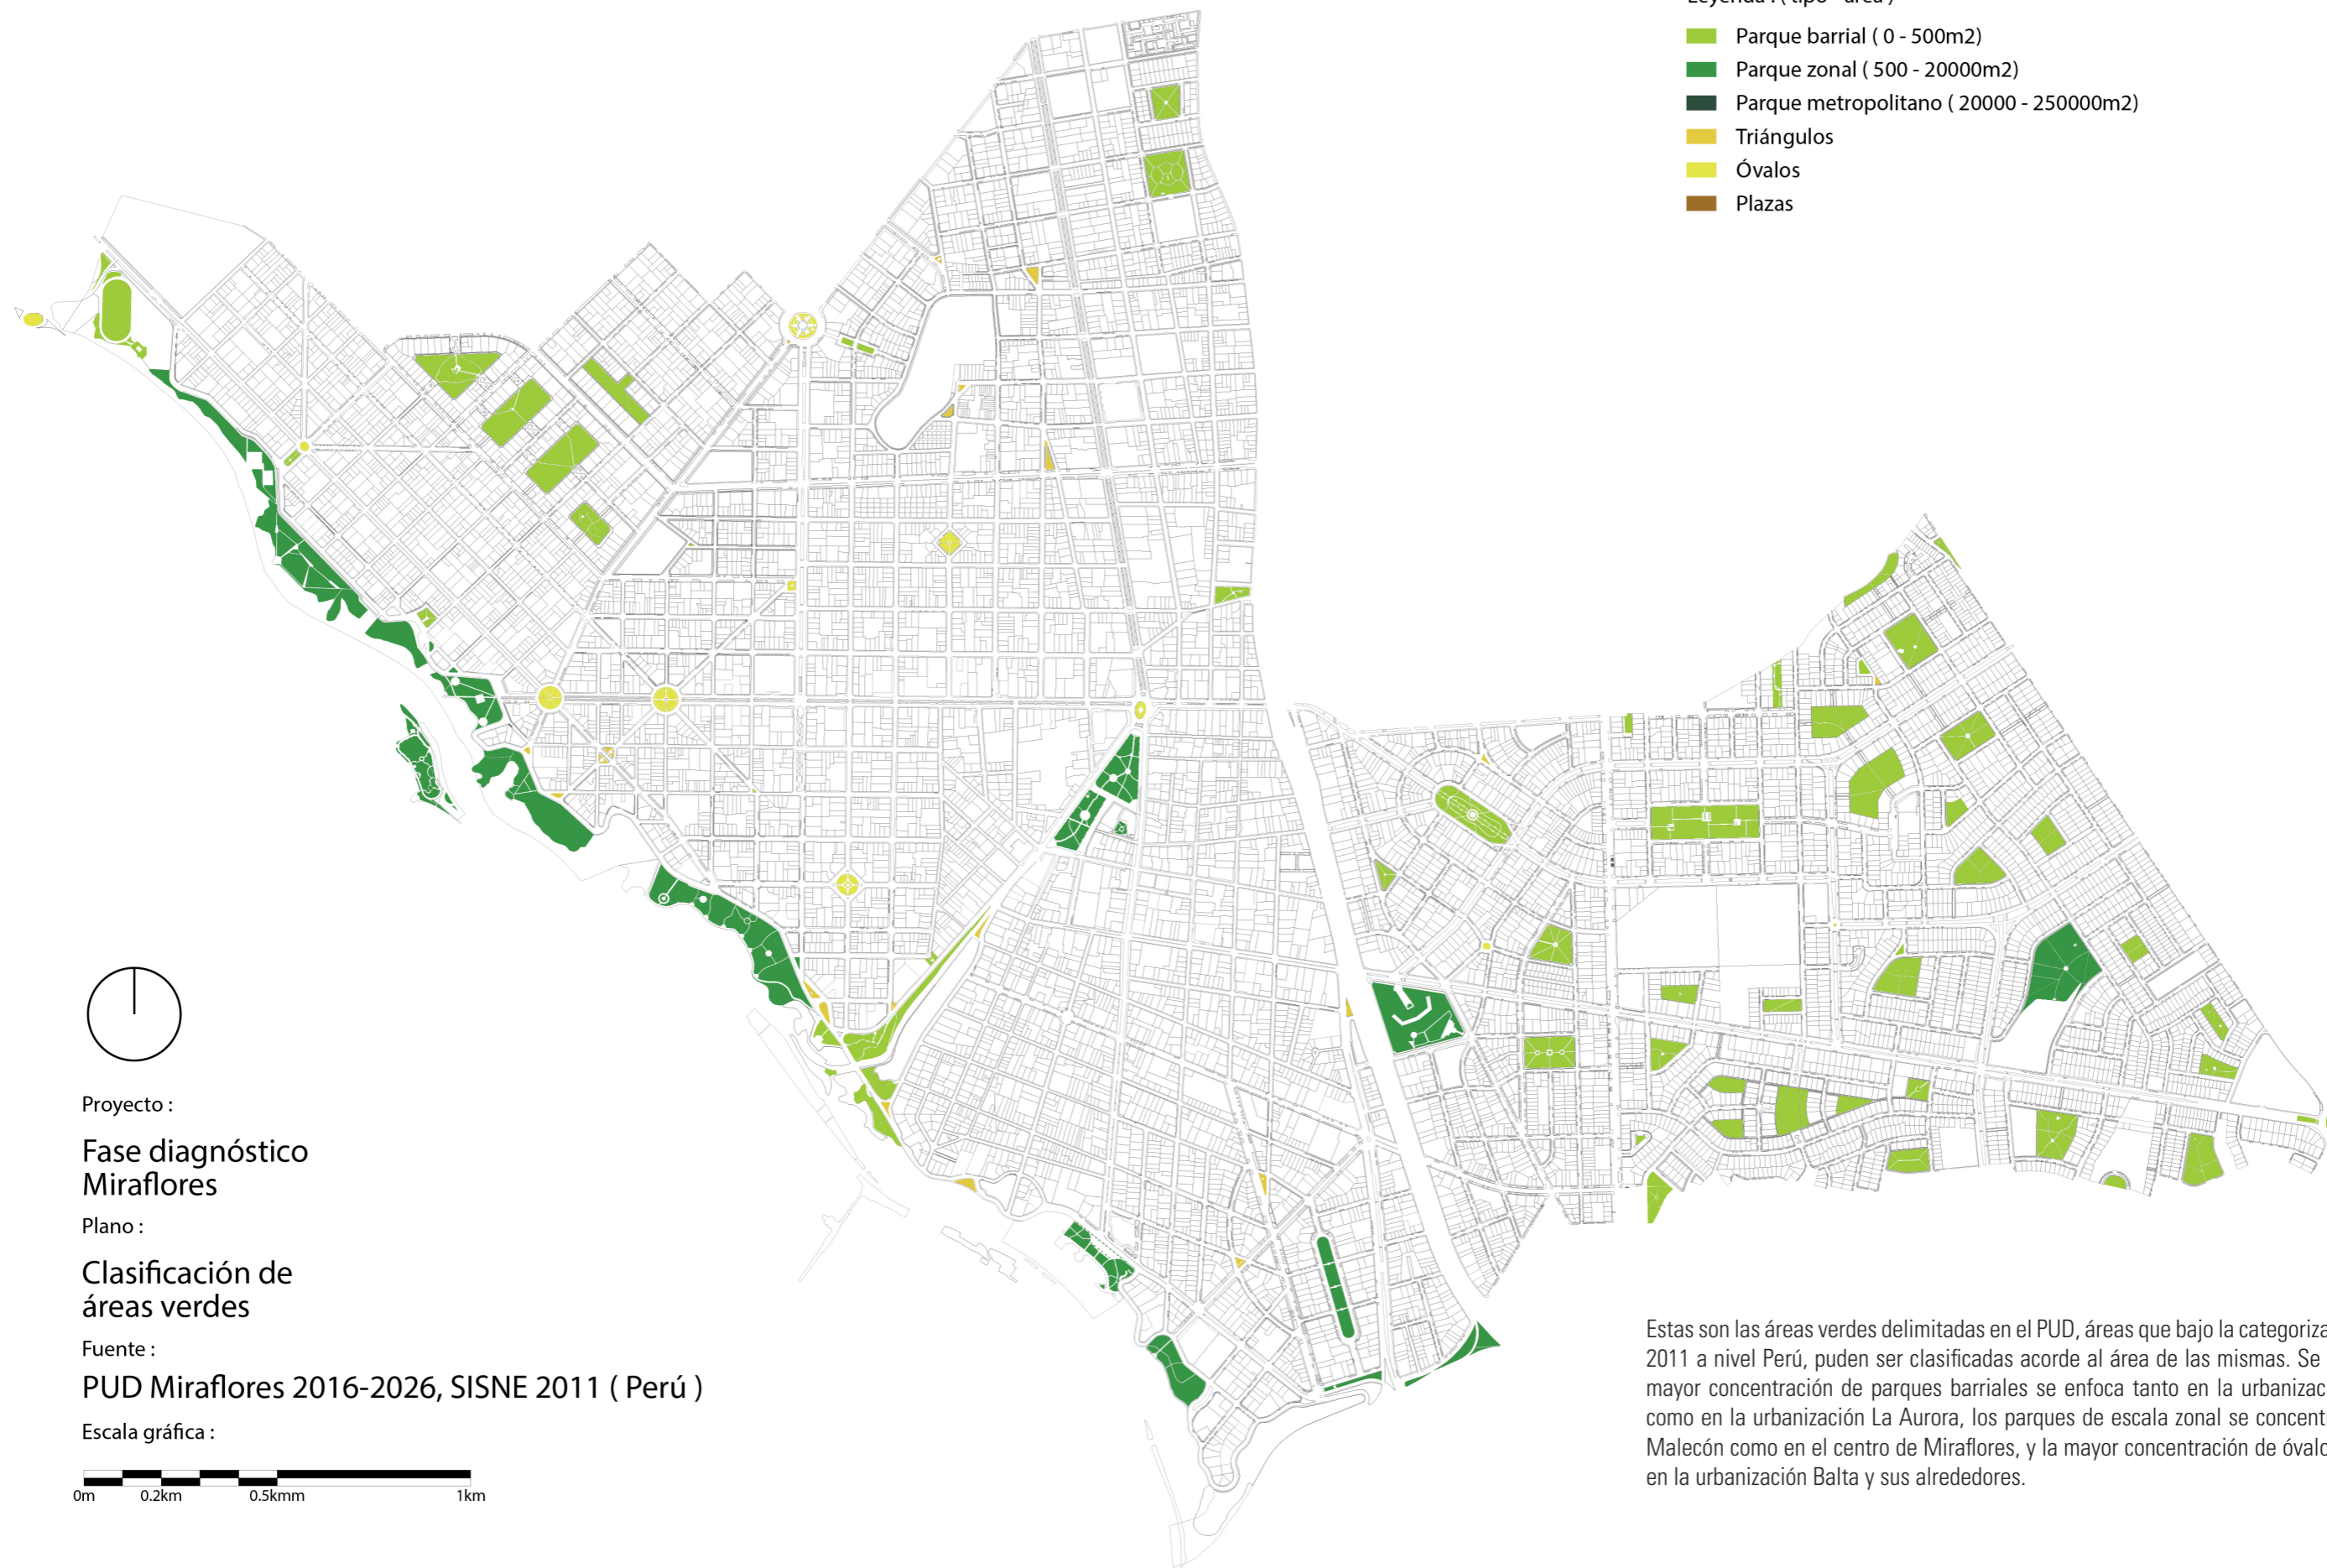 Leyenda : ( tipo - área )
Parque barrial ( 0 - 500m2)
Parque zonal ( 500 - 20000m2)
Parque metropolitano ( 20000 - 250000m2)
Triángulos
Óvalos
Plazas
Proyecto :
Fase diagnóstico
Miraflores
Plano :
Clasificación de
áreas verdes
Fuente :
PUD Miraflores 2016-2026, SISNE 2011 ( Perú )
Escala gráfica :
0m 0.2km 0.5kmm 1km
Estas son las áreas verdes delimitadas en el PUD, áreas que bajo la categoriza
2011 a nivel Perú, puden ser clasificadas acorde al área de las mismas. Se
mayor concentración de parques barriales se enfoca tanto en la urbanizac
como en la urbanización La Aurora, los parques de escala zonal se concent
Malecón como en el centro de Miraflores, y la mayor concentración de óvalo
en la urbanización Balta y sus alrededores.